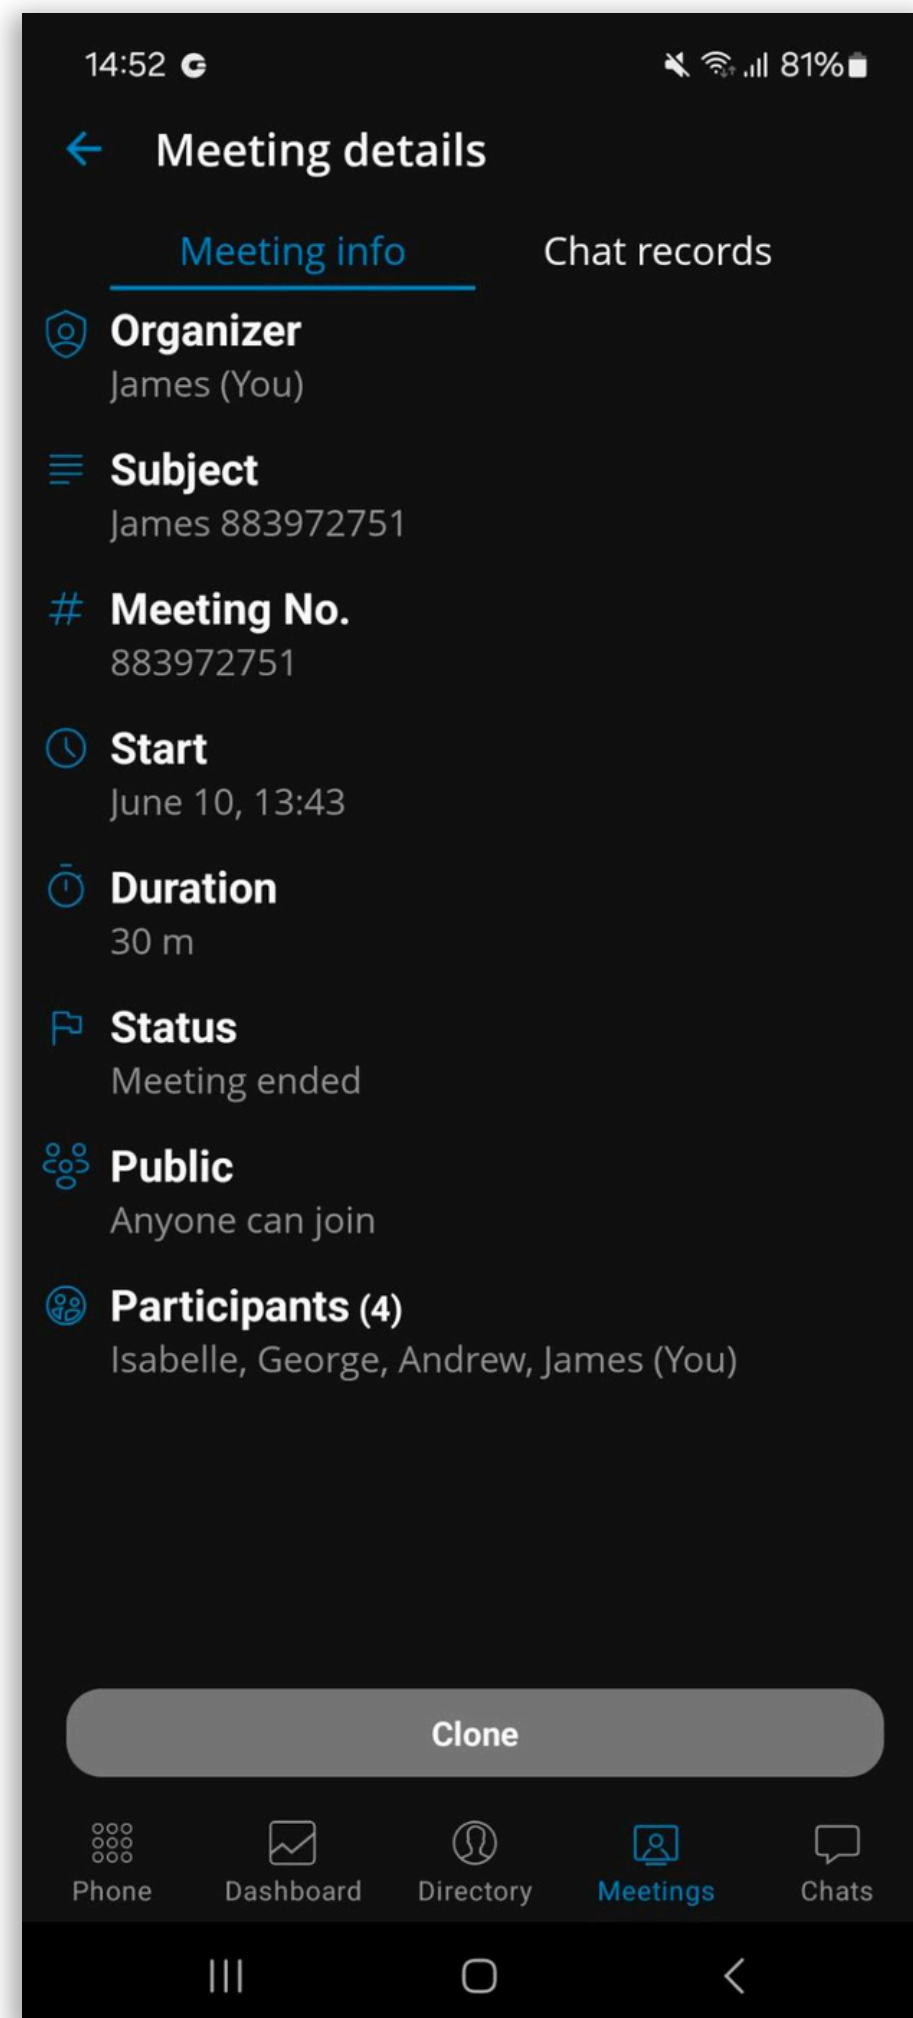 14:52 81%
Meeting details
Meeting info Chat records
Organizer
James (You)
Subject
James 883972751
Meeting No.
883972751
Start
June 10, 13:43
Duration
30 m
Status
Meeting ended
Public
Anyone can join
Participants (4)
Isabelle, George, Andrew, James (You)
Clone
Phone Dashboard Directory Meetings Chats